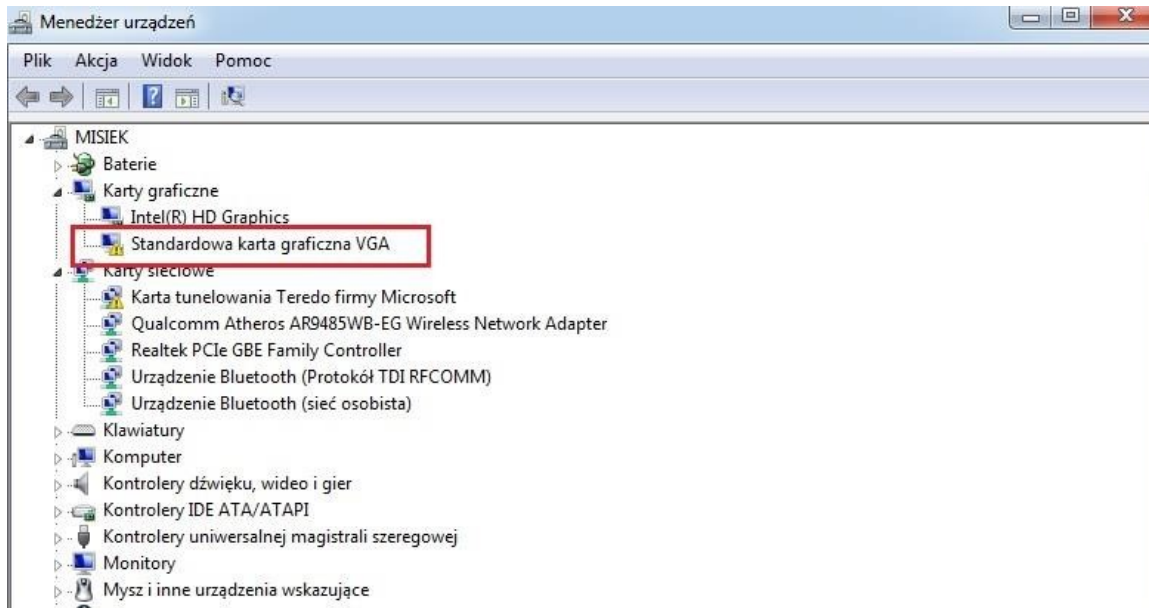 Menedżer urządzeń
Plik Akcja Widok Pomoc
MISIEK
Baterie
Karty graficzne
Intel(R) HD Graphics
Standardowa karta graficzna VGA
Karty sieciowe
Karta tunelowania Teredo firmy Microsoft
Qualcomm Atheros AR9485WB-EG Wireless Network Adapter
Realtek PCIe GBE Family Controller
Urządzenie Bluetooth (Protokół TDI RFCOMM)
Urządzenie Bluetooth (sieć osobista)
Klawiatury
Komputer
Kontrolery dźwięku, wideo i gier
Kontrolery IDE ATA/ATAPI
Kontrolery uniwersalnej magistrali szeregowej
Monitory
Mysz i inne urządzenia wskazujące